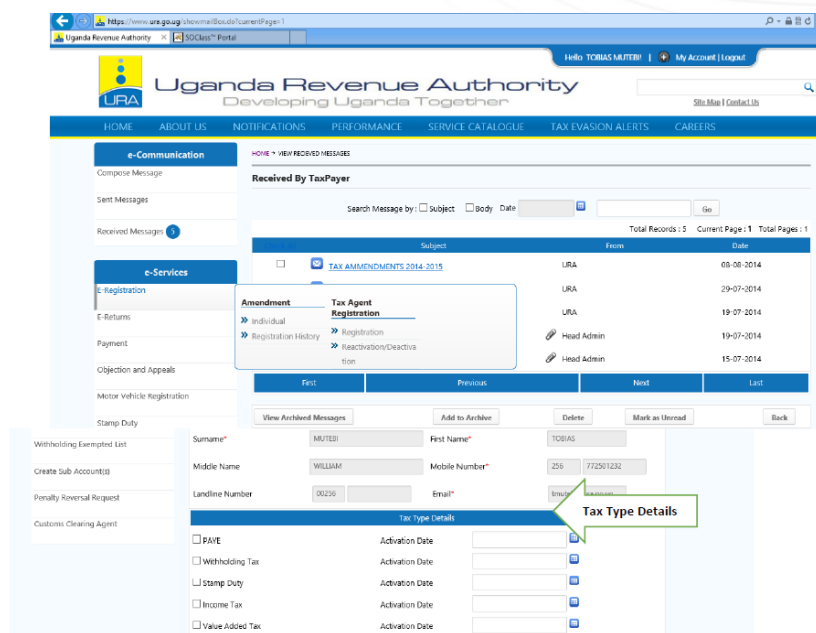 https://www.ura.go.ug/showmailBox.do?currentPage=1
Uganda Revenue Authority
SOClass™ Portal
Hello TOBIAS MUTEBI! | My Account | Logout
URA
Uganda Revenue Authority
Developing Uganda Together
Site Map | Contact Us
HOME ABOUT US NOTIFICATIONS PERFORMANCE SERVICE CATALOGUE TAX EVASION ALERTS CAREERS
e-Communication
Compose Message
Sent Messages
Received Messages 5
e-Services
E-Registration
E-Returns
Payment
Objection and Appeals
Motor Vehicle Registration
Stamp Duty
Withholding Exempted List
Create Sub Account(s)
Penalty Reversal Request
Customs Clearing Agent
HOME → VIEW RECIEVED MESSAGES
Received By TaxPayer
Search Message by: Subject Body Date Go
Total Records : 5 Current Page : 1 Total Pages : 1
Subject From Date
TAX AMMENDMENTS 2014-2015 URA 08-08-2014
URA 29-07-2014
URA 19-07-2014
Head Admin 19-07-2014
Head Admin 15-07-2014
Amendment
Individual
Registration History
Tax Agent
Registration
Registration
Reactivation/Deactiva
tion
First Previous Next Last
View Archived Messages Add to Archive Delete Mark as Unread Back
Surname* MUTEBI First Name* TOBIAS
Middle Name WILLIAM Mobile Number* 256 772501232
Landline Number 00256 Email*
Tax Type Details
Tax Type Details
PAYE Activation Date
Withholding Tax Activation Date
Stamp Duty Activation Date
Income Tax Activation Date
Value Added Tax Activation Date